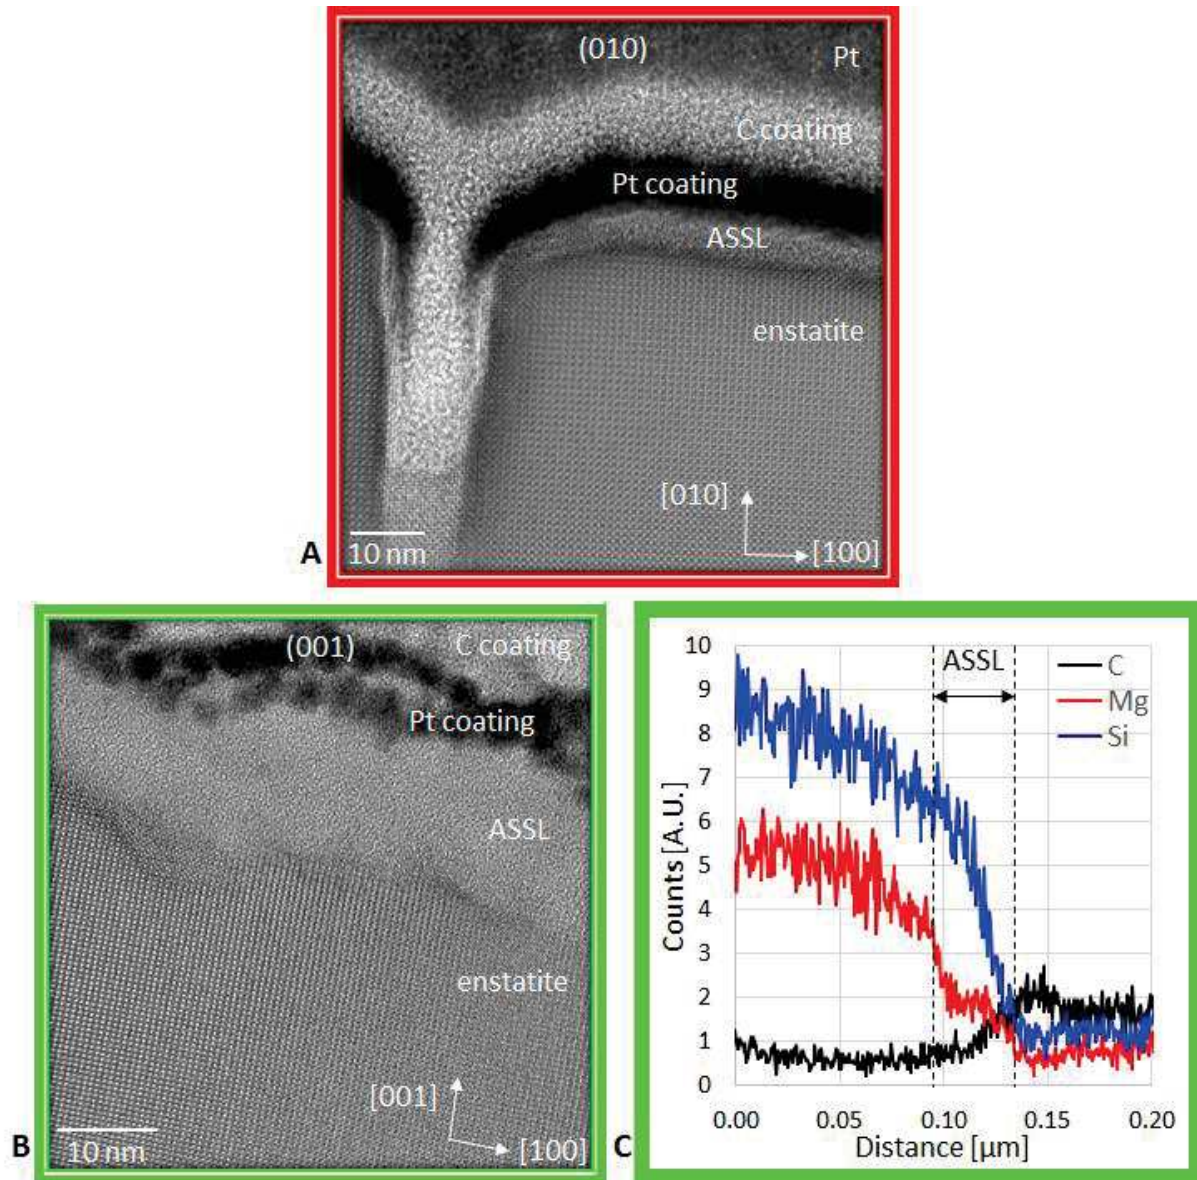 (010)
Pt
C coating
Pt coating
ASSL
enstatite
[010]
[100]
10 nm
A
(001)
C coating
Pt coating
ASSL
enstatite
[001]
[100]
10 nm
B
10
9
8
7
6
5
4
3
2
1
0
Counts [A.U.]
ASSL
C
Mg
Si
0.00 0.05 0.10 0.15 0.20
Distance [µm]
C